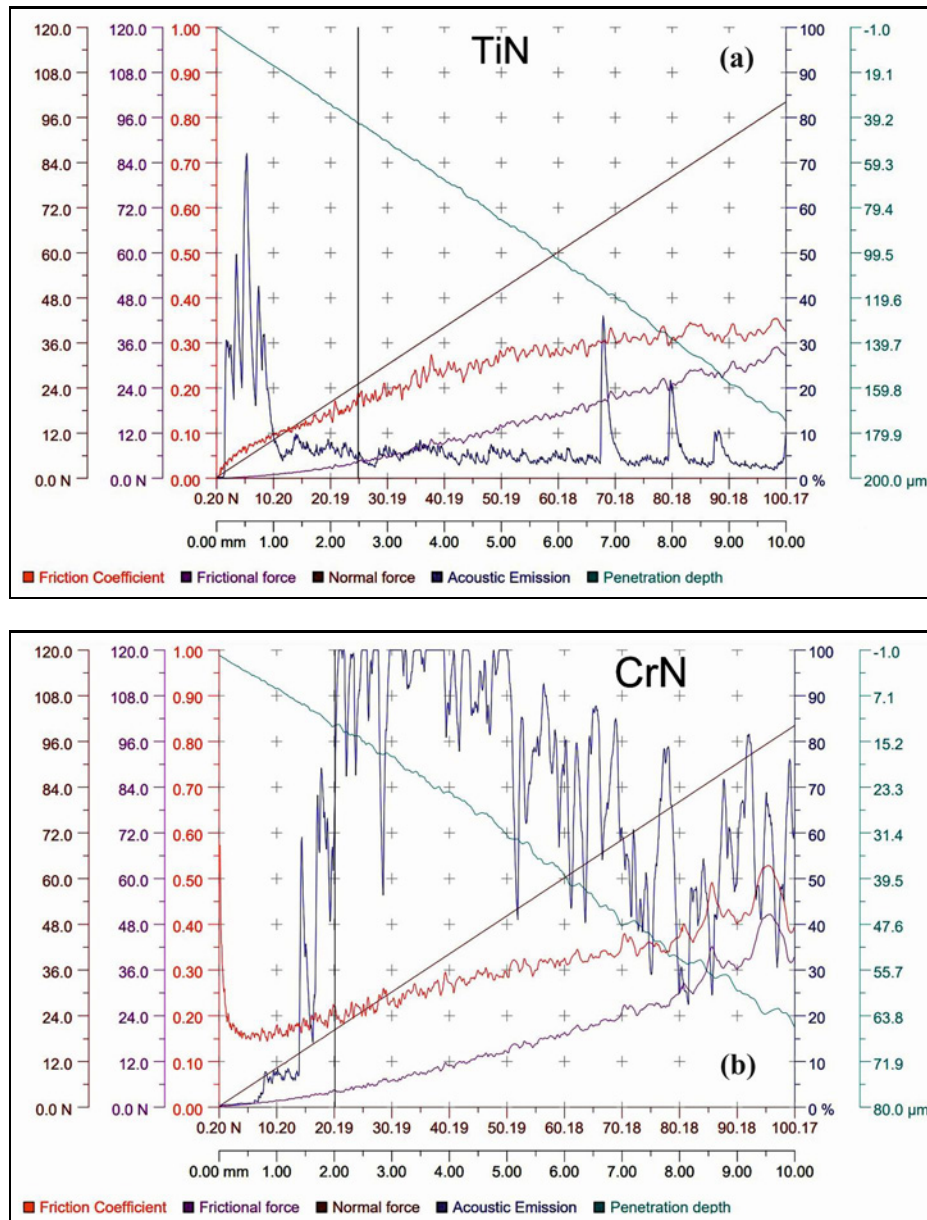 TiN
(a)
120.0 120.0 1.00 100 -1.0
108.0 108.0 0.90 90 19.1
96.0 96.0 0.80 80 39.2
84.0 84.0 0.70 70 59.3
72.0 72.0 0.60 60 79.4
60.0 60.0 0.50 50 99.5
48.0 48.0 0.40 40 119.6
36.0 36.0 0.30 30 139.7
24.0 24.0 0.20 20 159.8
12.0 12.0 0.10 10 179.9
0.0 N 0.0 N 0.00 0 % 200.0 µm
0.20 N 10.20 20.19 30.19 40.19 50.19 60.18 70.18 80.18 90.18 100.17
0.00 mm 1.00 2.00 3.00 4.00 5.00 6.00 7.00 8.00 9.00 10.00
Friction Coefficient Frictional force Normal force Acoustic Emission Penetration depth
CrN
120.0 120.0 1.00 100 -1.0
108.0 108.0 0.90 90 7.1
96.0 96.0 0.80 80 15.2
84.0 84.0 0.70 70 23.3
72.0 72.0 0.60 60 31.4
60.0 60.0 0.50 50 39.5
48.0 48.0 0.40 40 47.6
36.0 36.0 0.30 30 55.7
24.0 24.0 0.20 20 63.8
12.0 12.0 0.10 10 71.9
(b)
0.0 N 0.0 N 0.00 0 % 80.0 µm
0.20 N 10.20 20.19 30.19 40.19 50.19 60.18 70.18 80.18 90.18 100.17
0.00 mm 1.00 2.00 3.00 4.00 5.00 6.00 7.00 8.00 9.00 10.00
Friction Coefficient Frictional force Normal force Acoustic Emission Penetration depth